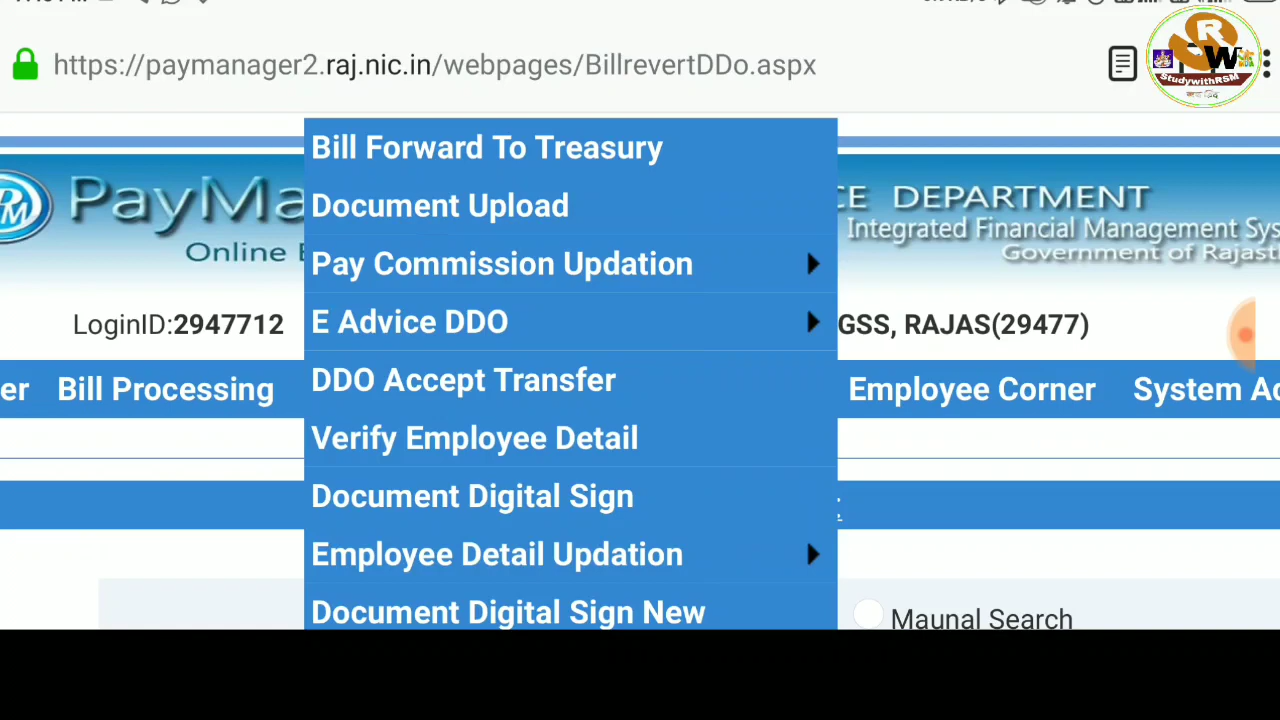 https://paymanager2.raj.nic.in/webpages/BillrevertDDo.aspx
R
S
W
StudywithRSM
Bill Forward To Treasury
Document Upload
Pay Commission Updation
E Advice DDO
DDO Accept Transfer
Verify Employee Detail
Document Digital Sign
Employee Detail Updation
Document Digital Sign New
PayMa
Online
CE DEPARTMENT
Integrated Financial Management Sys
Government of Rajast
LoginID:2947712
GSS, RAJAS(29477)
er Bill Processing Employee Corner System Ad
Maunal Search